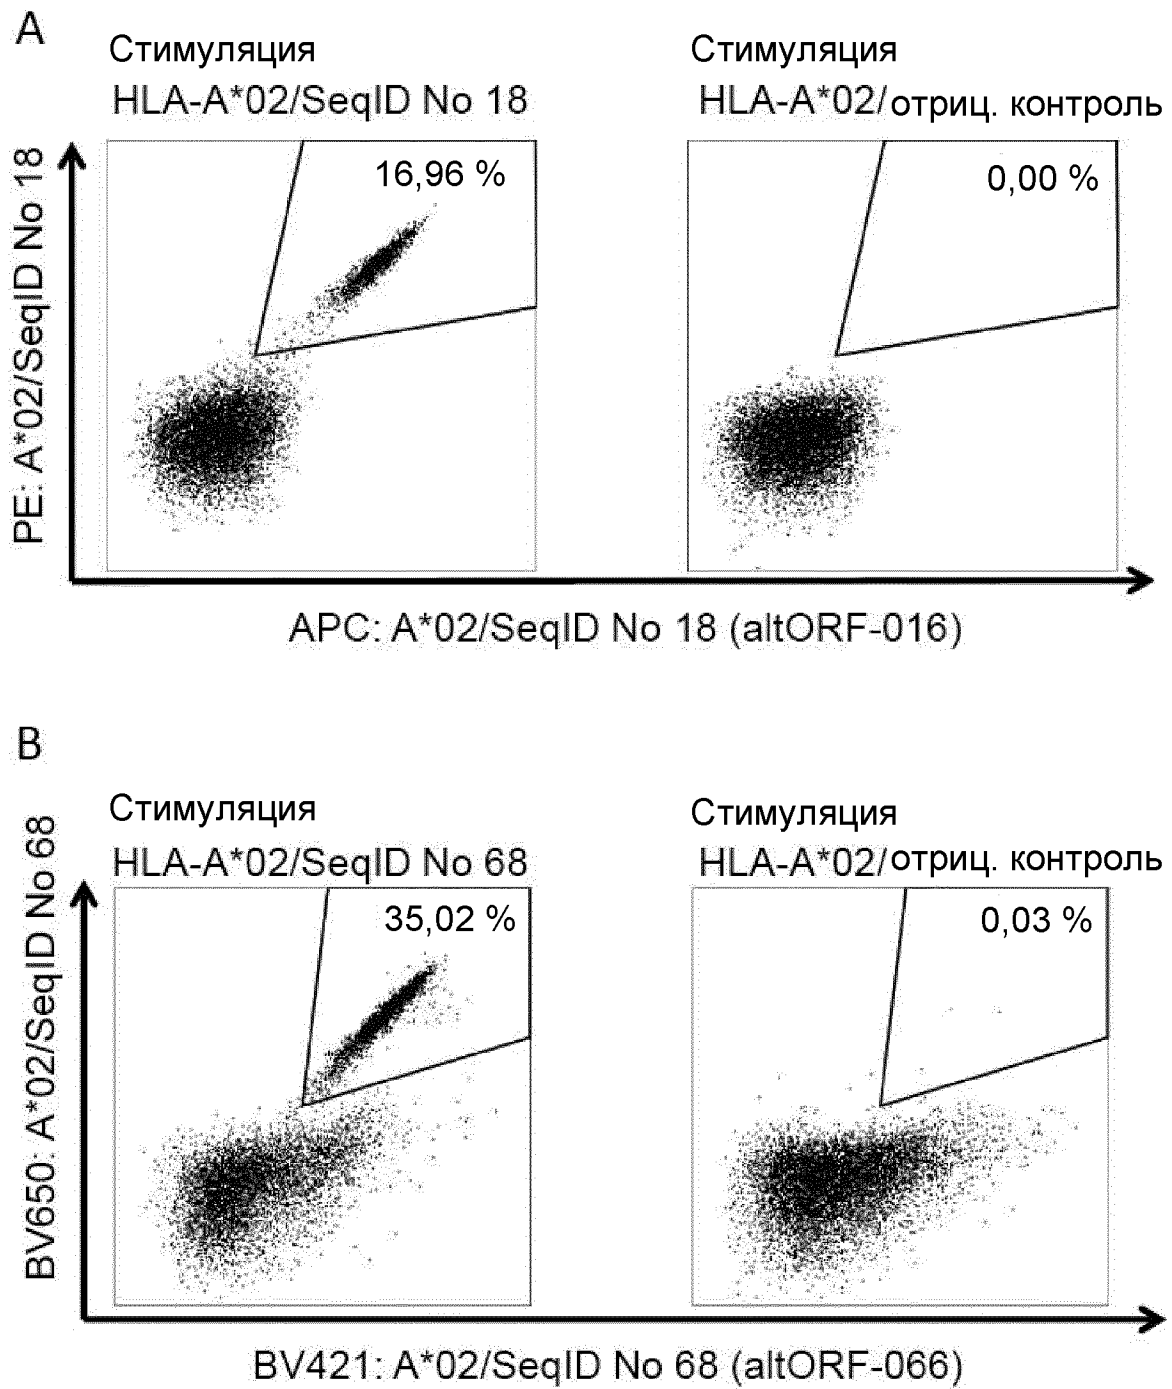 A
Стимуляция
HLA-A*02/SeqID No 18
Стимуляция
HLA-A*02/отриц. контроль
16,96 %
0,00 %
PE: A*02/SeqID No 18
APC: A*02/SeqID No 18 (altORF-016)
B
Стимуляция
HLA-A*02/SeqID No 68
Стимуляция
HLA-A*02/отриц. контроль
35,02 %
0,03 %
BV650: A*02/SeqID No 68
BV421: A*02/SeqID No 68 (altORF-066)